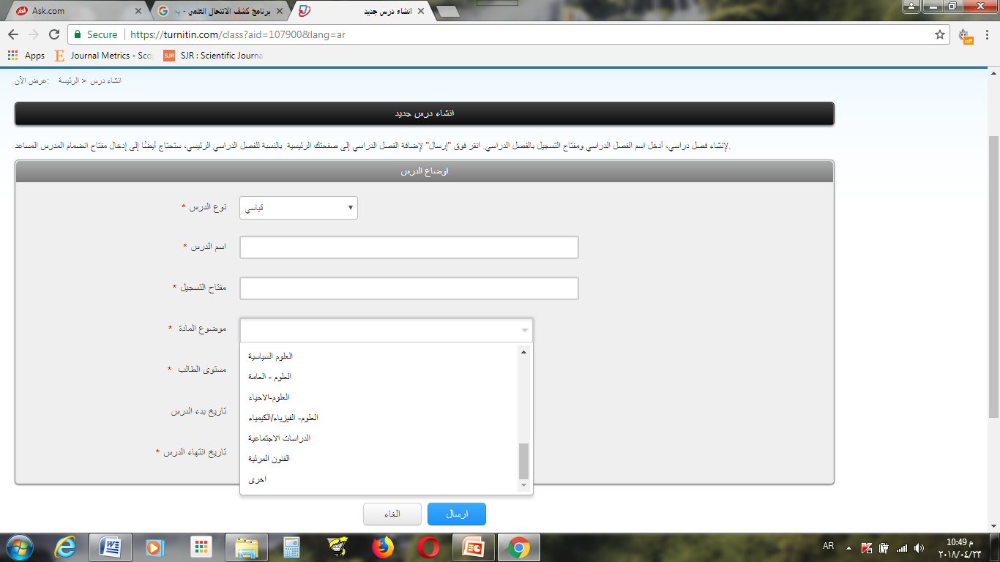 Ask.com
برنامج كشف الانتحال العلمي - بح
انشاء درس جديد
Secure https://turnitin.com/class?aid=107900&lang=ar
Apps
Journal Metrics - Sco
SJR SJR : Scientific Journa
off
عرض الآن: الرئيسة > انشاء درس
انشاء درس جديد
لإنشاء فصل دراسي، أدخل اسم الفصل الدراسي ومفتاح التسجيل بالفصل الدراسي. انقر فوق "إرسال" لإضافة الفصل الدراسي إلى صفحتك الرئيسية. بالنسبة للفصل الدراسي الرئيسي، ستحتاج أيضًا إلى إدخال مفتاح انضمام المدرس المساعد.
اوضاع الدرس
نوع الدرس *
قياسي
اسم الدرس *
مفتاح التسجيل *
موضوع المادة *
العلوم السياسية
العلوم - العامة
العلوم-الاحياء
العلوم- الفيزياء/الكيمياء
الدراسات الاجتماعية
الفنون المرئية
اخرى
مستوى الطالب *
تاريخ بدء الدرس
تاريخ انتهاء الدرس *
الغاء
ارسال
AR
10:49 م
٢٠١٨/٠٤/٢٣